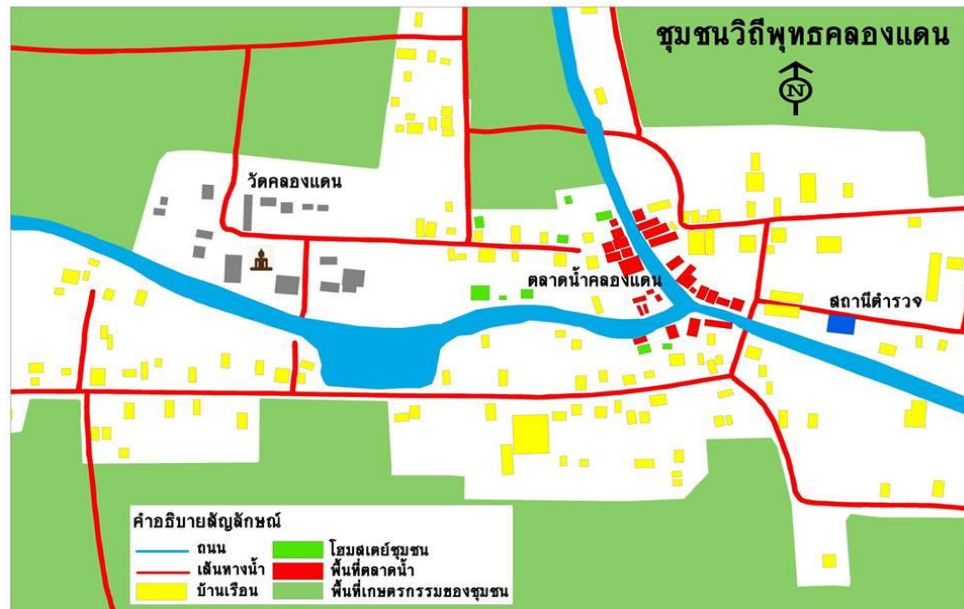 ชุมชนวิถีพุทธคลองแดน
N
วัดคลองแดน
ตลาดน้ำคลองแดน
สถานีตำรวจ
คำอธิบายสัญลักษณ์
ถนน
เส้นทางน้ำ
บ้านเรือน
โฮมสเตย์ชุมชน
พื้นที่ตลาดน้ำ
พื้นที่เกษตรกรรมของชุมชน